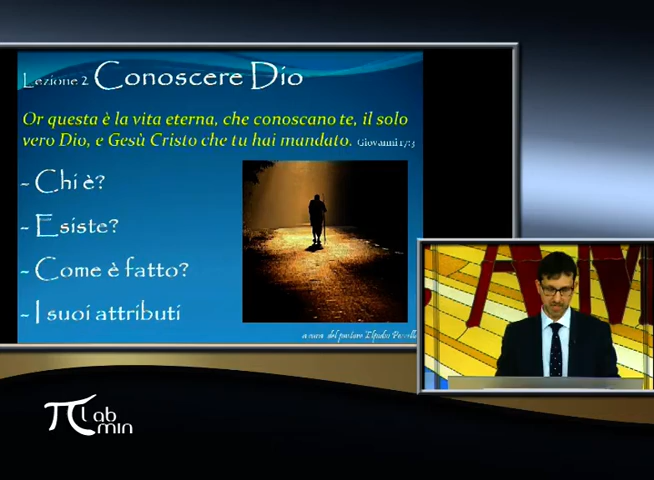 Lezione 2 Conoscere Dio
Or questa è la vita eterna, che conoscano te, il solo
vero Dio, e Gesù Cristo che tu hai mandato. Giovanni 17:3
- Chi è?
- Esiste?
- Come è fatto?
- I suoi attributi
a cura del pastore
Lab
Cmin